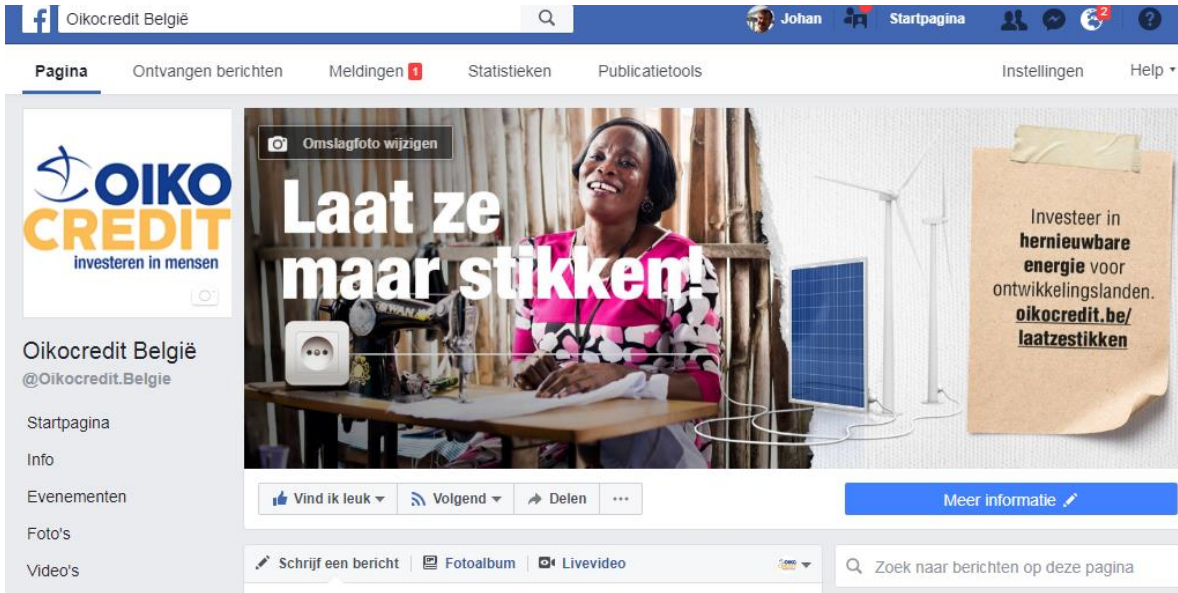 Oikocredit België
Johan
Startpagina
2
Pagina
Ontvangen berichten
Meldingen 1
Statistieken
Publicatietools
Instellingen
Help
OIKO
CREDIT
investeren in mensen
Oikocredit België
@Oikocredit.Belgie
Startpagina
Info
Evenementen
Foto's
Video's
Omslagfoto wijzigen
Laat ze
maar stikken!
Investeer in
hernieuwbare
energie voor
ontwikkelingslanden.
oikocredit.be/
laatzestikken
Vind ik leuk
Volgend
Delen
Meer informatie
Schrijf een bericht
Fotoalbum
Livevideo
Zoek naar berichten op deze pagina